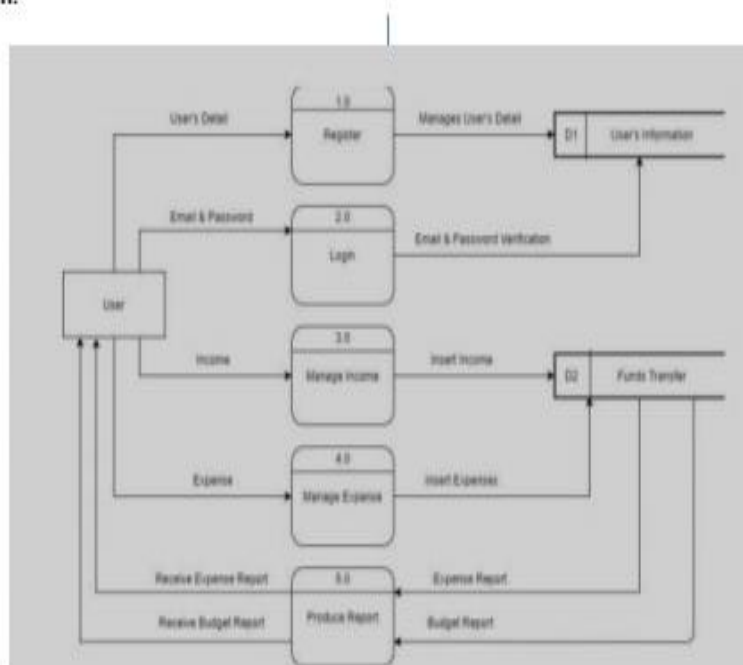 1.0
User's Detail
Manages User's Detail
Register
D1
User's Information
Email & Password
2.0
Login
Email & Password Verification
User
3.0
Income
Insert Income
Manage Income
D2
Funds Transfer
4.0
Expense
Insert Expenses
Manage Expense
Receive Expense Report
5.0
Expense Report
Produce Report
Receive Budget Report
Budget Report